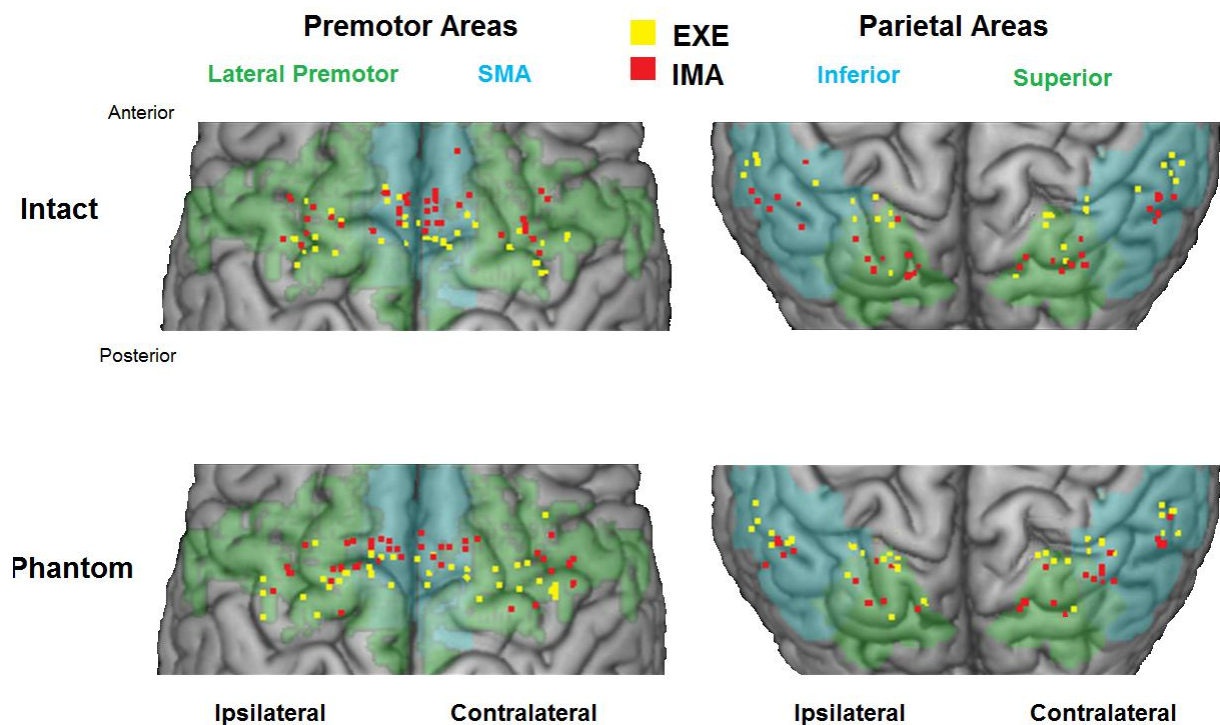 Premotor Areas
EXE
Parietal Areas
Lateral Premotor
SMA
IMA
Inferior
Superior
Anterior
Intact
Posterior
Phantom
Ipsilateral
Contralateral
Ipsilateral
Contralateral